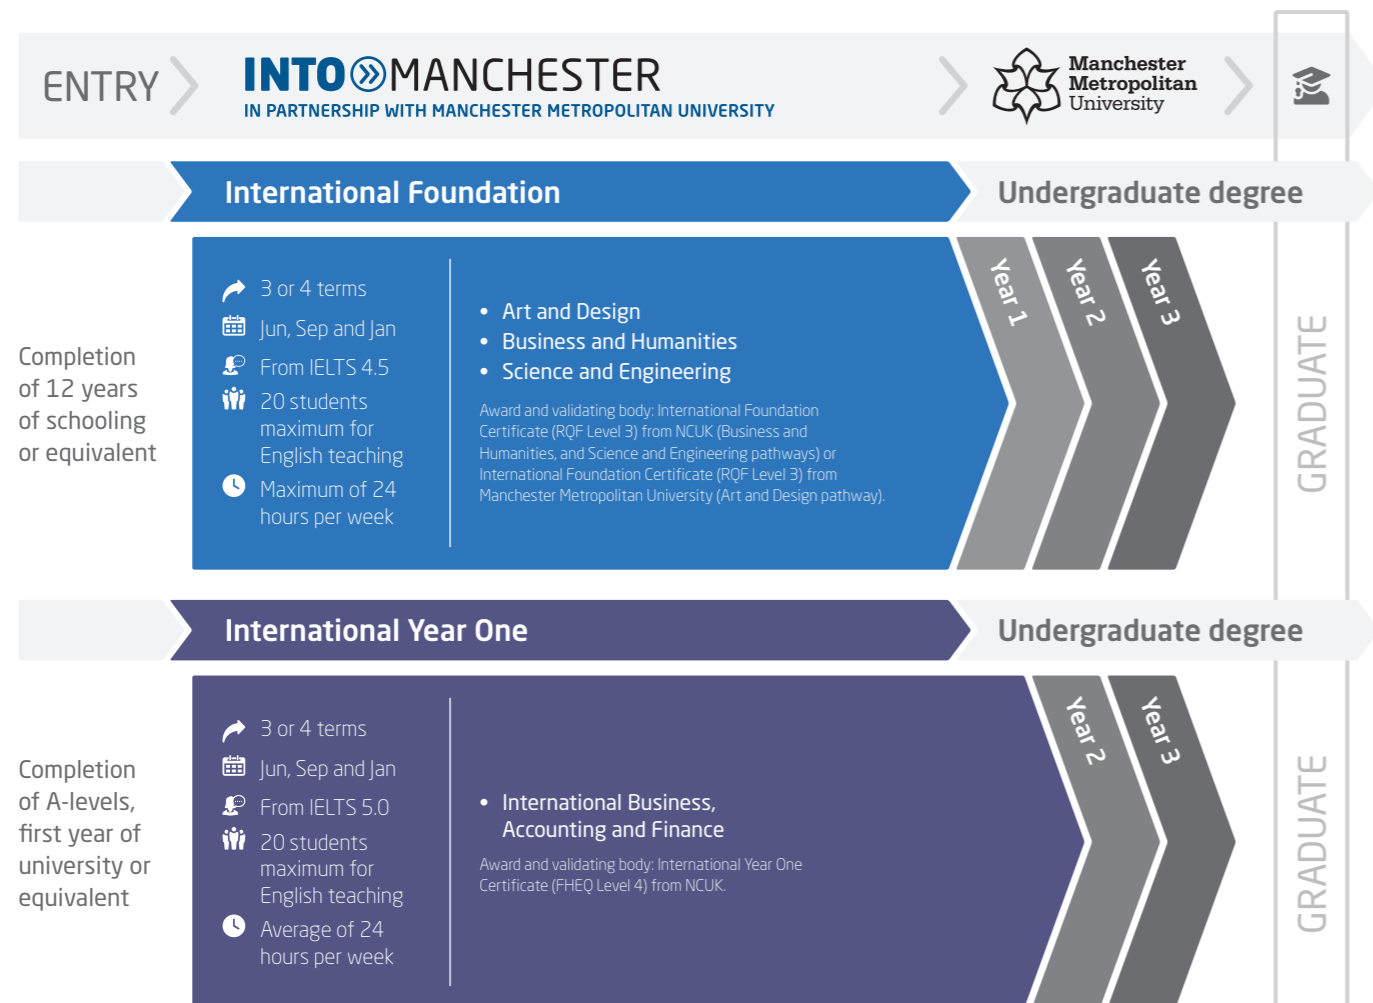 ENTRY
INTO MANCHESTER
IN PARTNERSHIP WITH MANCHESTER METROPOLITAN UNIVERSITY
Manchester
Metropolitan
University
International Foundation
Undergraduate degree
Completion
of 12 years
of schooling
or equivalent
3 or 4 terms
Jun, Sep and Jan
From IELTS 4.5
20 students
maximum for
English teaching
Maximum of 24
hours per week
• Art and Design
• Business and Humanities
• Science and Engineering
Award and validating body: International Foundation
Certificate (RQF Level 3) from NCUK (Business and
Humanities, and Science and Engineering pathways) or
International Foundation Certificate (RQF Level 3) from
Manchester Metropolitan University (Art and Design pathway).
Year 1
Year 2
Year 3
GRADUATE
International Year One
Undergraduate degree
Completion
of A-levels,
first year of
university or
equivalent
3 or 4 terms
Jun, Sep and Jan
From IELTS 5.0
20 students
maximum for
English teaching
Average of 24
hours per week
• International Business,
Accounting and Finance
Award and validating body: International Year One
Certificate (FHEQ Level 4) from NCUK.
Year 2
Year 3
GRADUATE